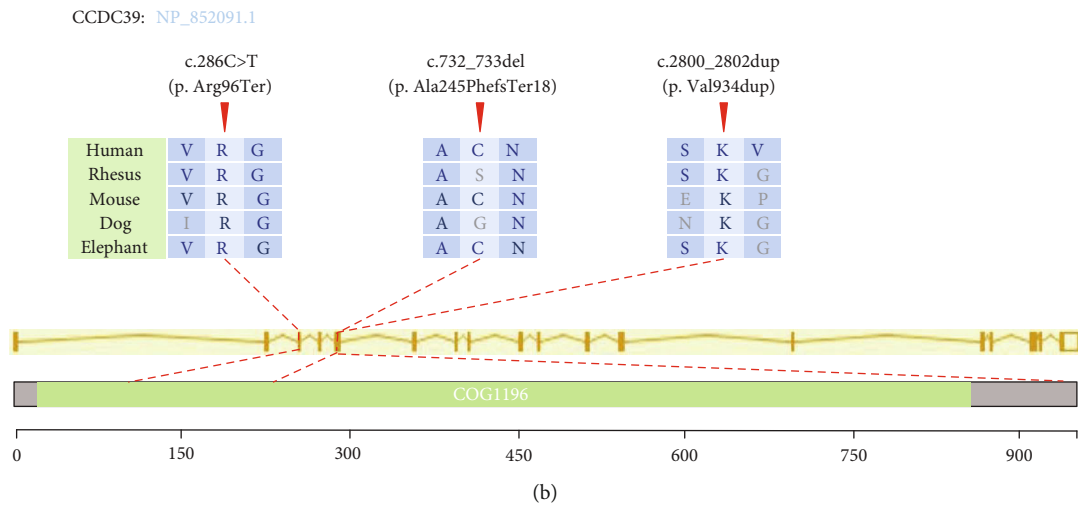 CCDC39: NP_852091.1
c.286C>T c.732_733del c.2800_2802dup
(p. Arg96Ter) (p. Ala245PhefsTer18) (p. Val934dup)
Human V R G A C N S K V
Rhesus V R G A S N S K G
Mouse V R G A C N E K P
Dog I R G A G N N K G
Elephant V R G A C N S K G
COG1196
0 150 300 450 600 750 900
(b)